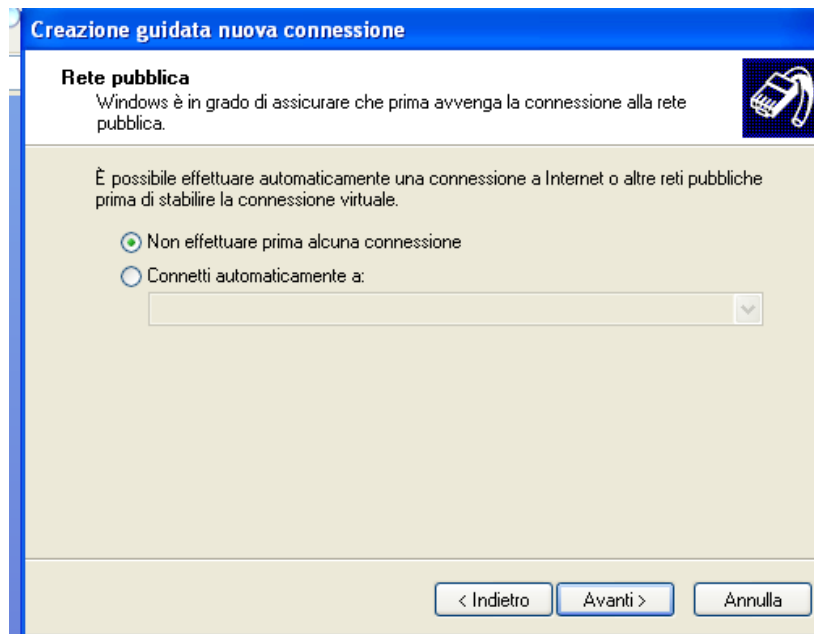 Creazione guidata nuova connessione
Rete pubblica
Windows è in grado di assicurare che prima avvenga la connessione alla rete
pubblica.
È possibile effettuare automaticamente una connessione a Internet o altre reti pubbliche
prima di stabilire la connessione virtuale.
Non effettuare prima alcuna connessione
Connetti automaticamente a:
< Indietro
Avanti >
Annulla